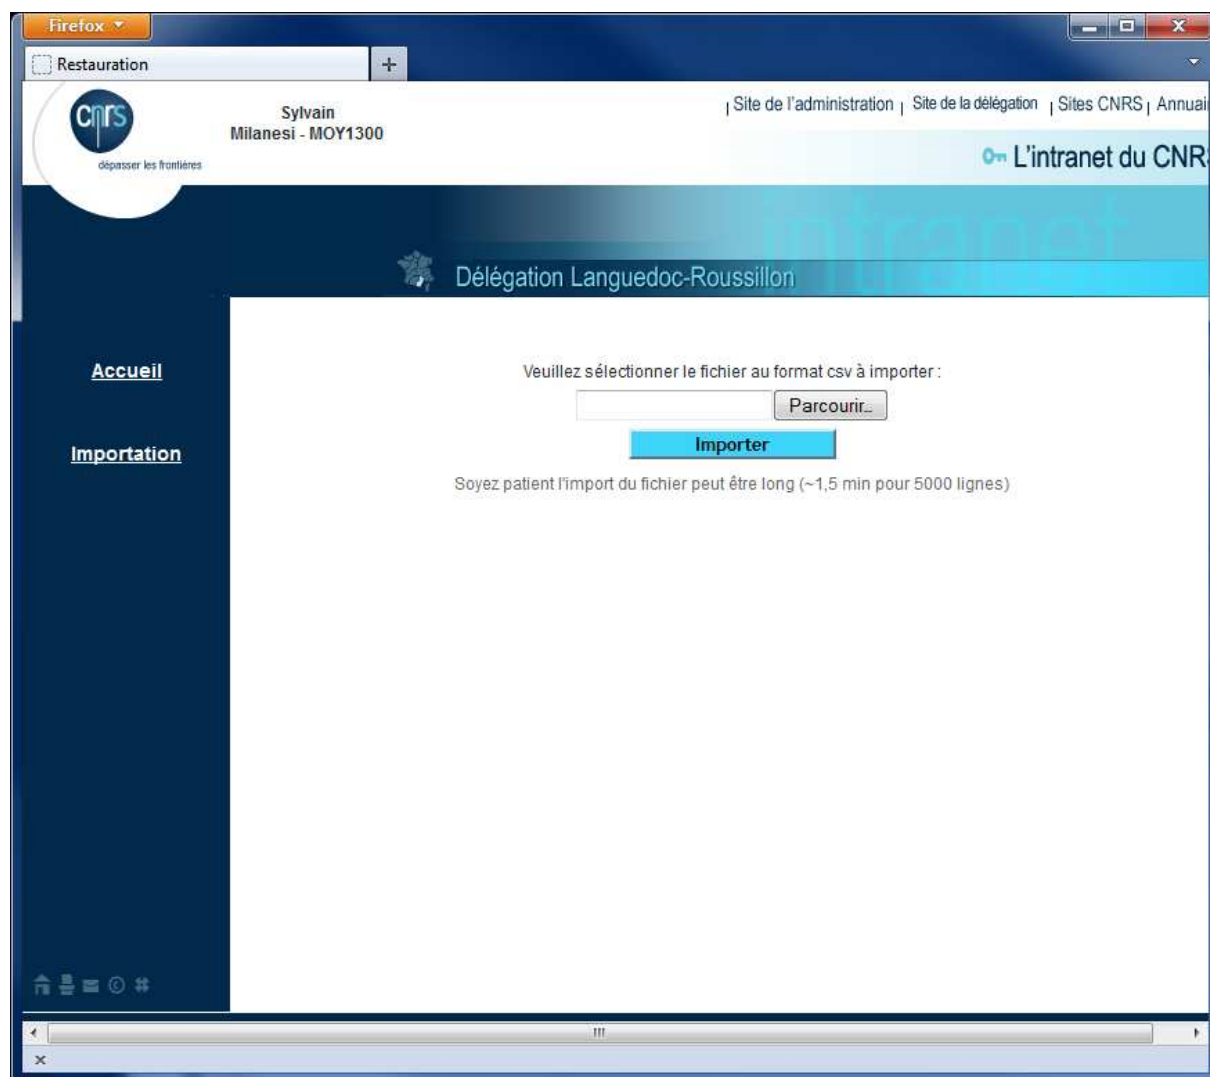 Firefox
Restauration
cnrs
dépasser les frontières
Sylvain
Milanesi - MOY1300
Site de l'administration | Site de la délégation | Sites CNRS | Annuai
L'intranet du CNR
intranet
Délégation Languedoc-Roussillon
Accueil
Importation
Veuillez sélectionner le fichier au format csv à importer :
Parcourir...
Importer
Soyez patient l'import du fichier peut être long (~1,5 min pour 5000 lignes)